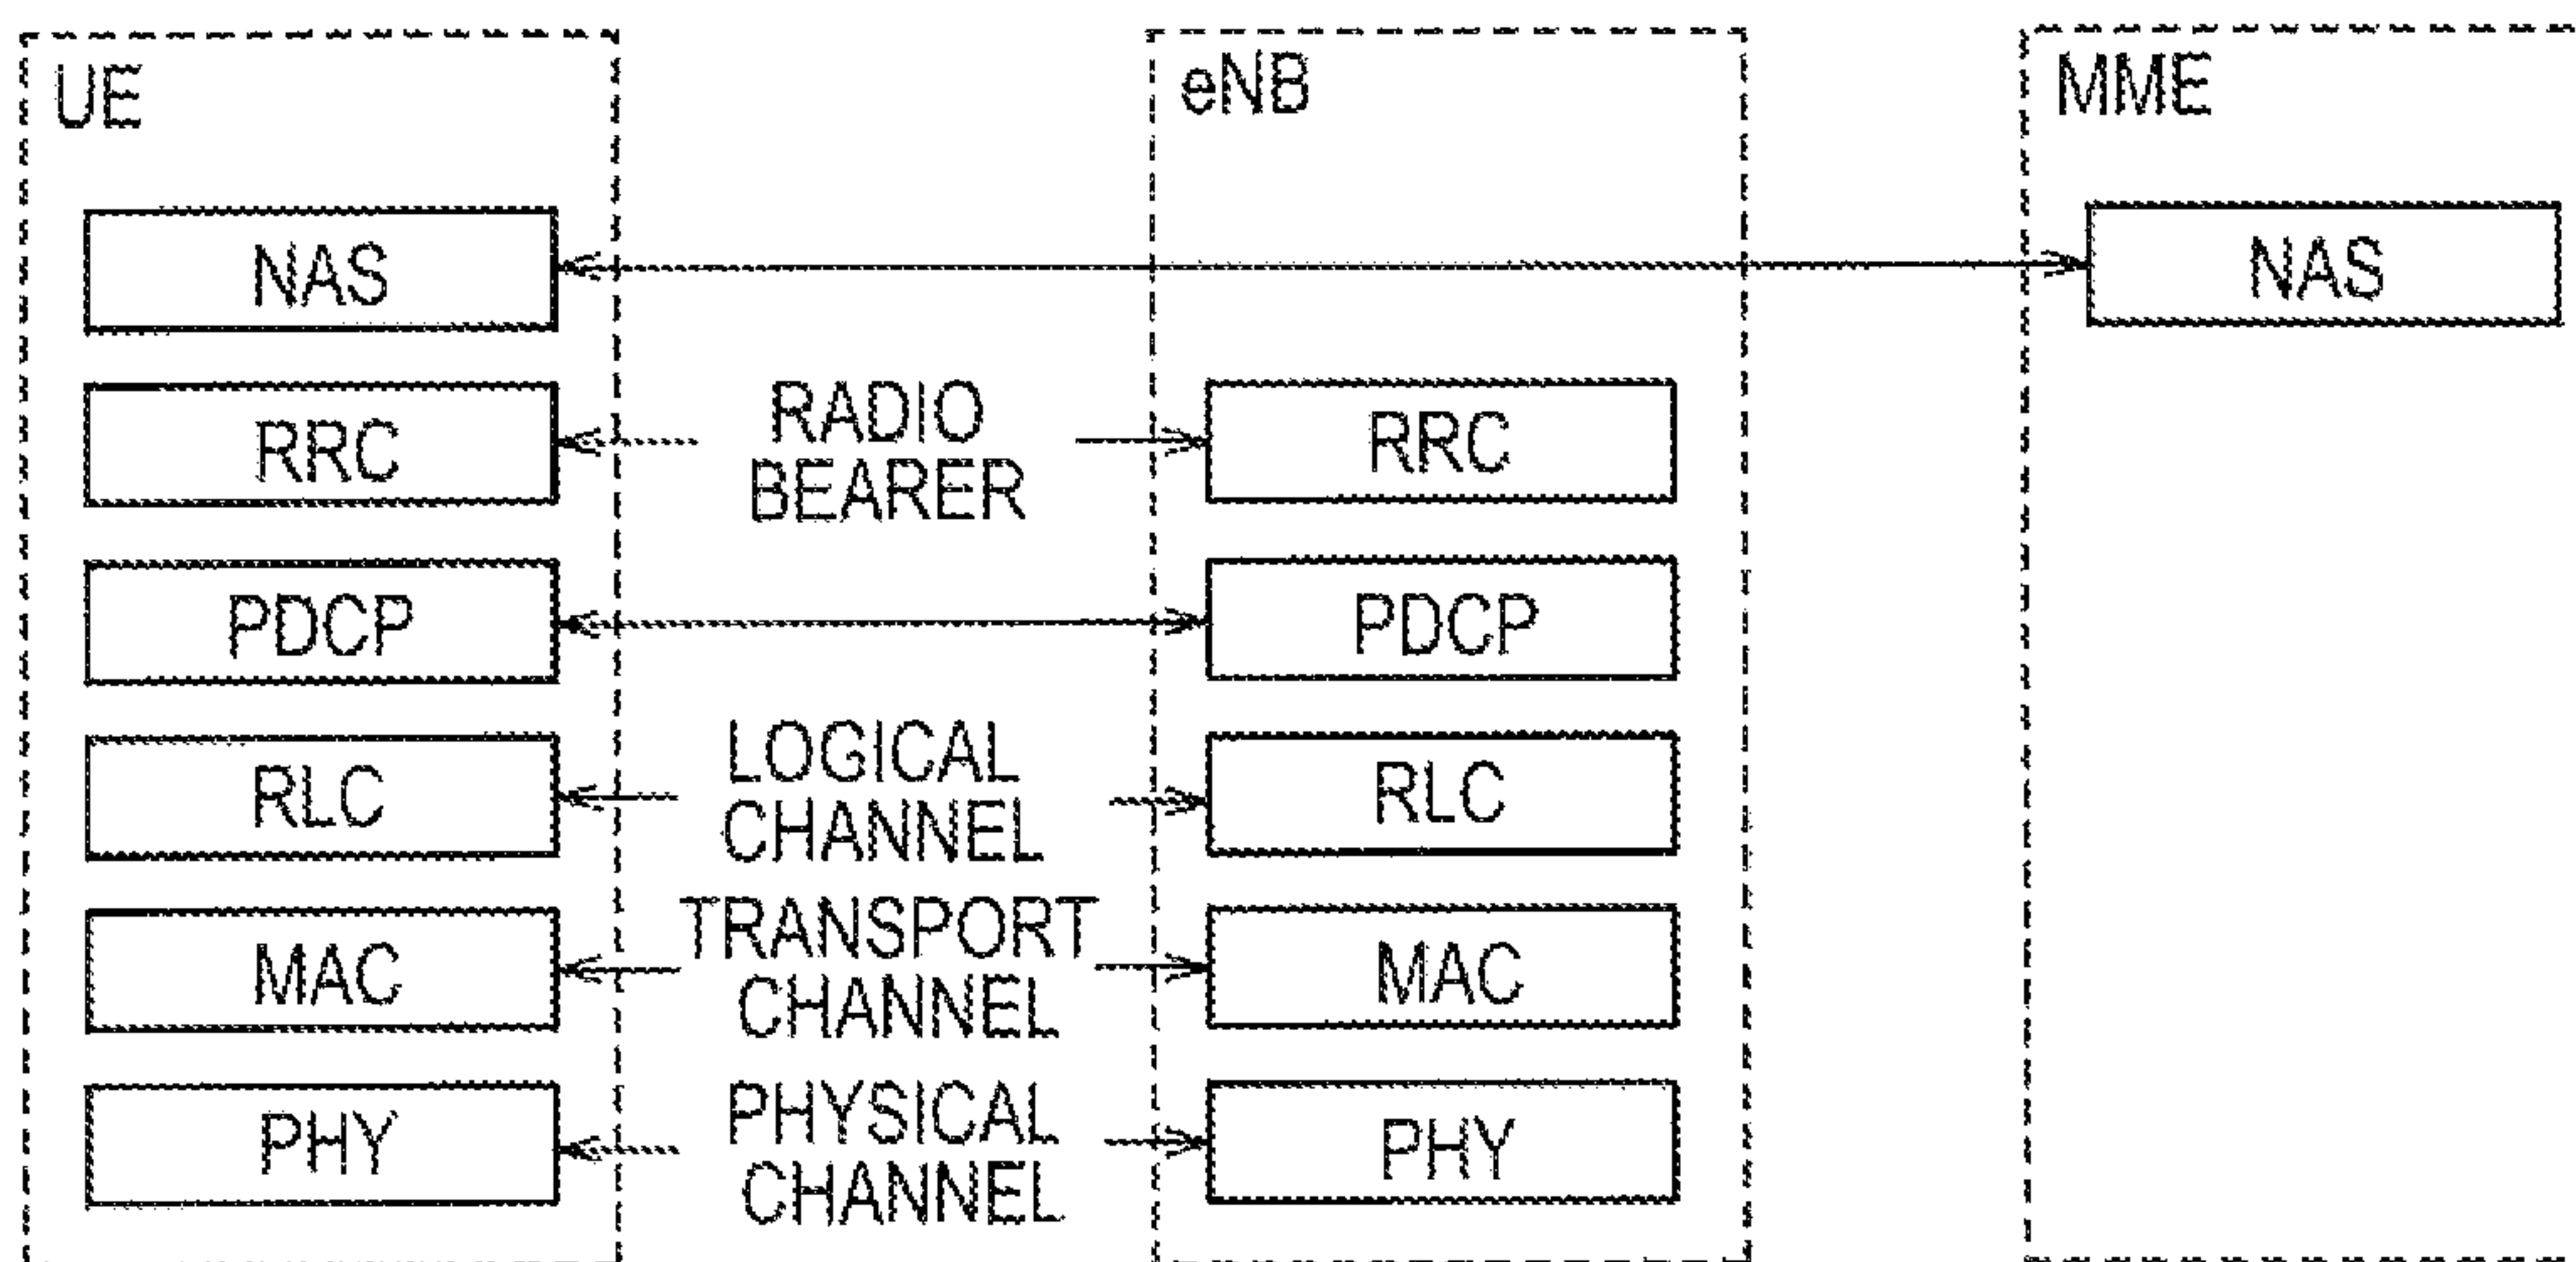 UE
eNB
MME
NAS
NAS
RRC
RADIO
BEARER
RRC
PDCP
PDCP
RLC
LOGICAL
CHANNEL
RLC
MAC
TRANSPORT
CHANNEL
MAC
PHY
PHYSICAL
CHANNEL
PHY